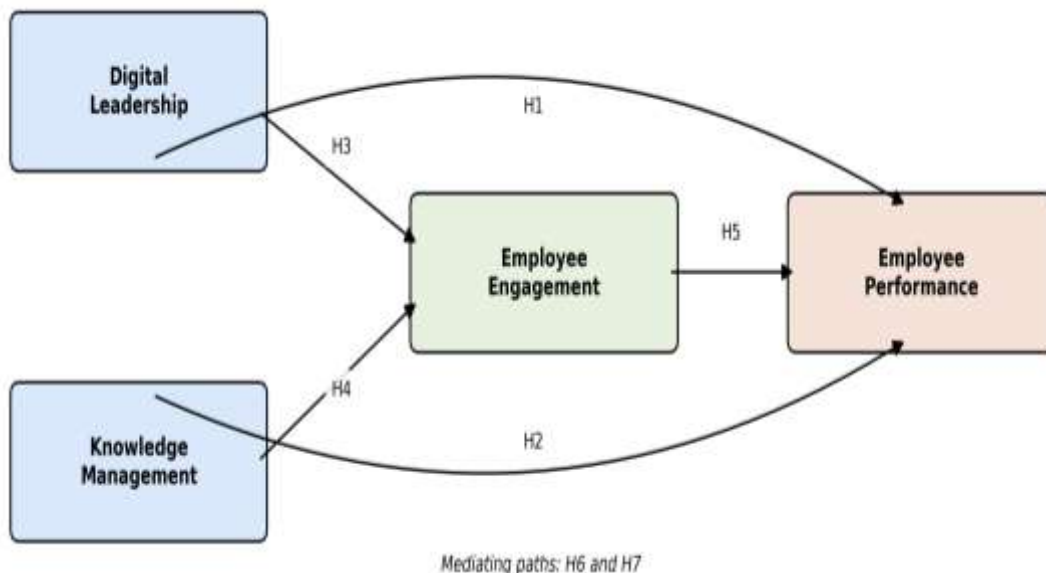 Digital
Leadership
H1
H3
Employee
Engagement
H5
Employee
Performance
H4
Knowledge
Management
H2
Mediating paths: H6 and H7